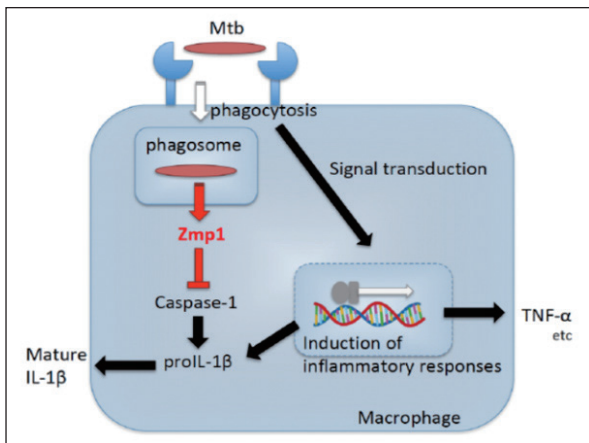 Mtb
phagocytosis
phagosome
Signal transduction
Zmp1
Caspase-1
TNF-α
etc
Induction of
inflammatory responses
Mature
IL-1β
proIL-1β
Macrophage